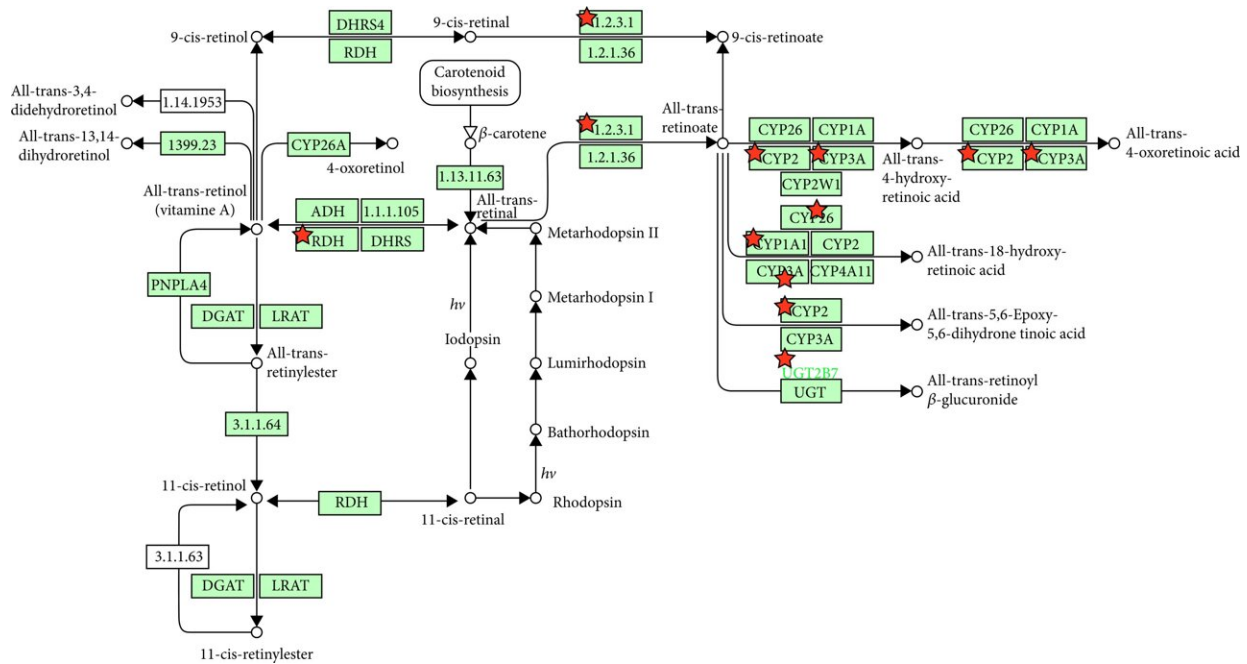 DHRS4
9-cis-retinal
1.2.3.1
9-cis-retinol
9-cis-retinoate
RDH
1.2.1.36
Carotenoid
biosynthesis
All-trans-3,4-
didehydroretinol
1.14.1953
All-trans-
retinoate
β-carotene
1.2.3.1
CYP26
CYP1A
CYP26
CYP1A
All-trans-13,14-
dihydroretinol
1399.23
CYP26A
1.2.1.36
CYP2
CYP3A
All-trans-
4-hydroxy-
retinoic acid
CYP2
CYP3A
All-trans-
4-oxoretinoic acid
4-oxoretinol
1.13.11.63
CYP2W1
All-trans-retinol
(vitamine A)
All-trans-
retinal
ADH
1.1.1.105
CYP26
RDH
DHRS
Metarhodopsin II
CYP1A1
CYP2
All-trans-18-hydroxy-
retinoic acid
CYP3A
CYP4A11
PNPLA4
hv
Metarhodopsin I
DGAT
LRAT
CYP2
All-trans-5,6-Epoxy-
5,6-dihydrone tinoic acid
Iodopsin
CYP3A
All-trans-
retinylester
Lumirhodopsin
UGT2B7
UGT
All-trans-retinoyl
β-glucuronide
3.1.1.64
Bathorhodopsin
hv
11-cis-retinol
RDH
11-cis-retinal
Rhodopsin
3.1.1.63
DGAT
LRAT
11-cis-retinylester